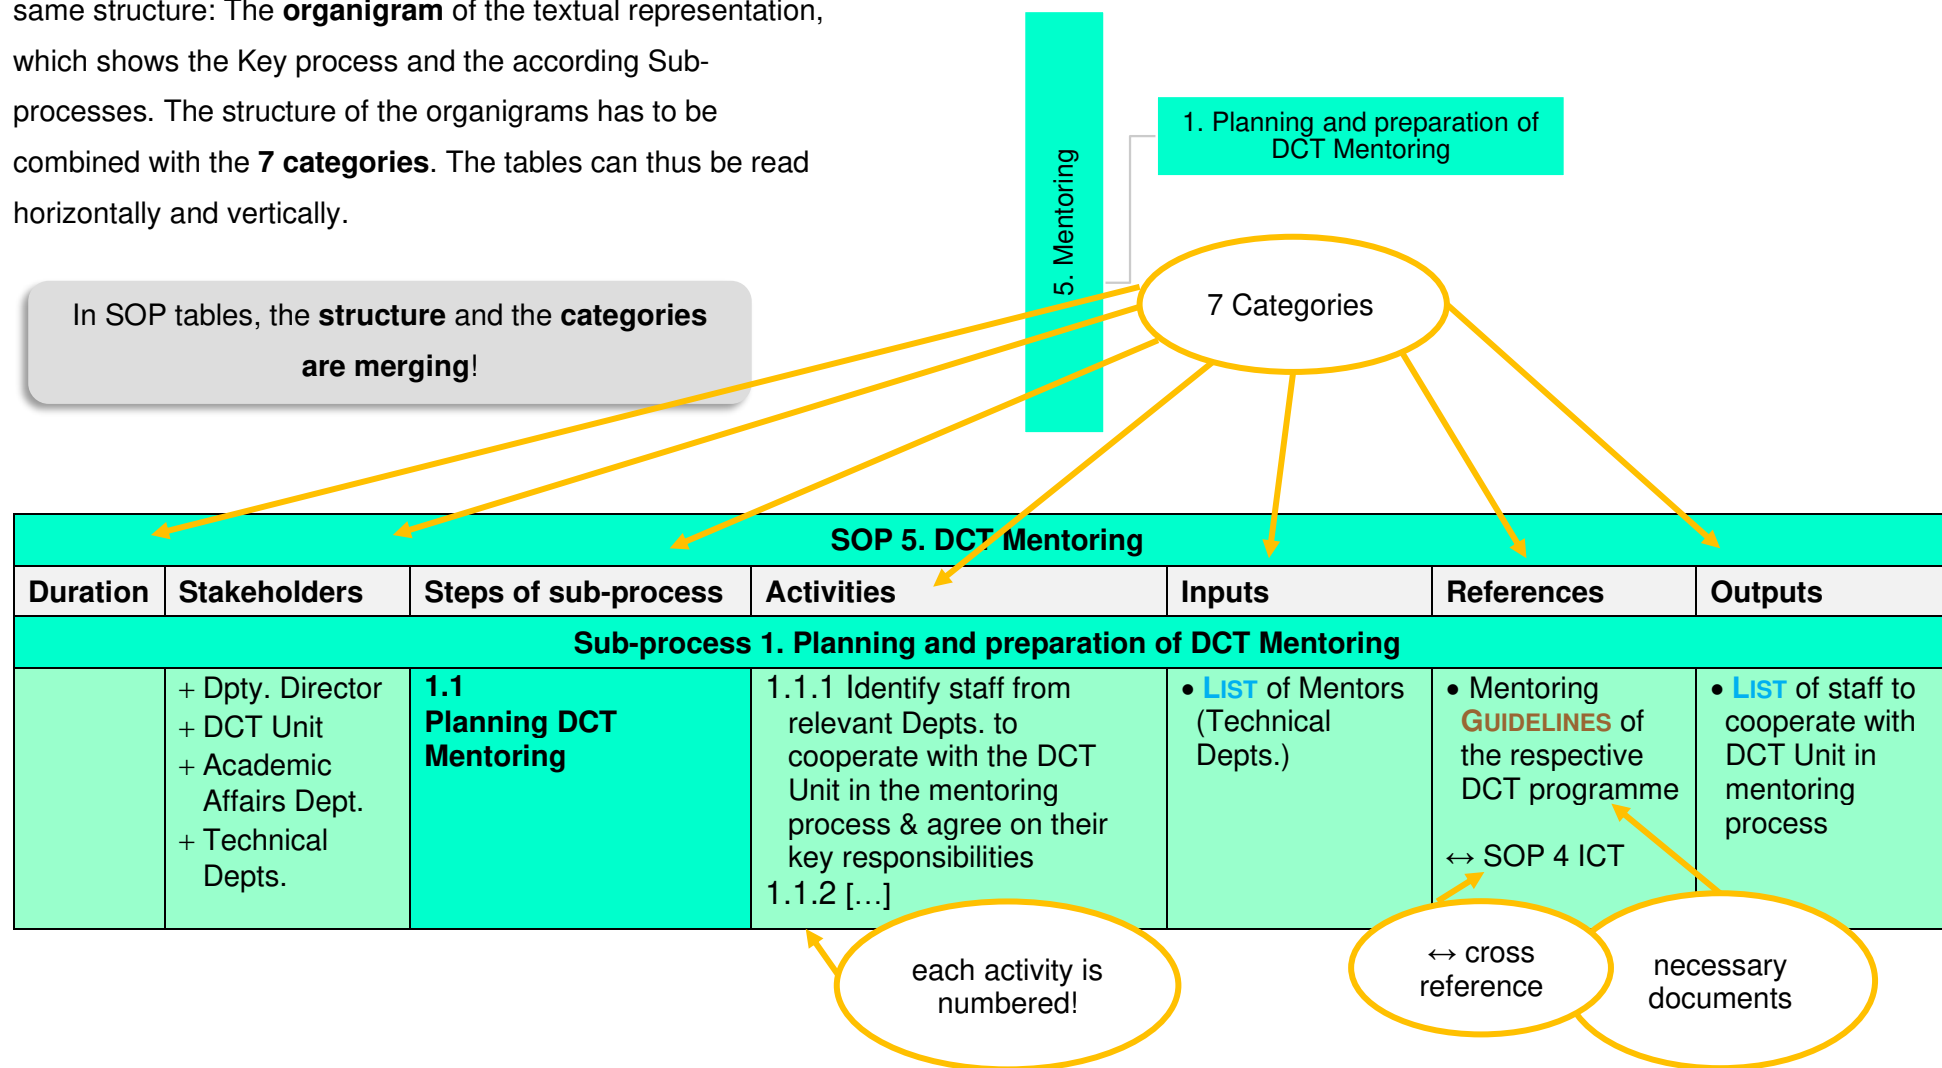 same structure: The organigram of the textual representation,
which shows the Key process and the according Sub-
processes. The structure of the organigrams has to be
combined with the 7 categories. The tables can thus be read
horizontally and vertically.
In SOP tables, the structure and the categories
are merging!
5. Mentoring
1. Planning and preparation of
DCT Mentoring
7 Categories
SOP 5. DCT Mentoring
Duration
Stakeholders
Steps of sub-process
Activities
Inputs
References
Outputs
Sub-process 1. Planning and preparation of DCT Mentoring
+ Dpty. Director
+ DCT Unit
+ Academic
Affairs Dept.
+ Technical
Depts.
1.1
Planning DCT
Mentoring
1.1.1 Identify staff from
relevant Depts. to
cooperate with the DCT
Unit in the mentoring
process & agree on their
key responsibilities
1.1.2 […]
• LIST of Mentors
(Technical
Depts.)
• Mentoring
GUIDELINES of
the respective
DCT programme
↔ SOP 4 ICT
• LIST of staff to
cooperate with
DCT Unit in
mentoring
process
each activity is
numbered!
↔ cross
reference
necessary
documents